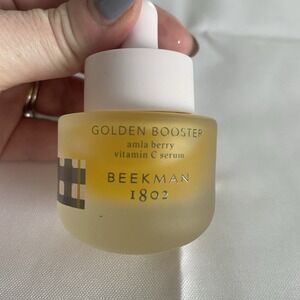 GOLDEN BOOSTER
amla berry
vitamin C serum
BEEKMAN
1802